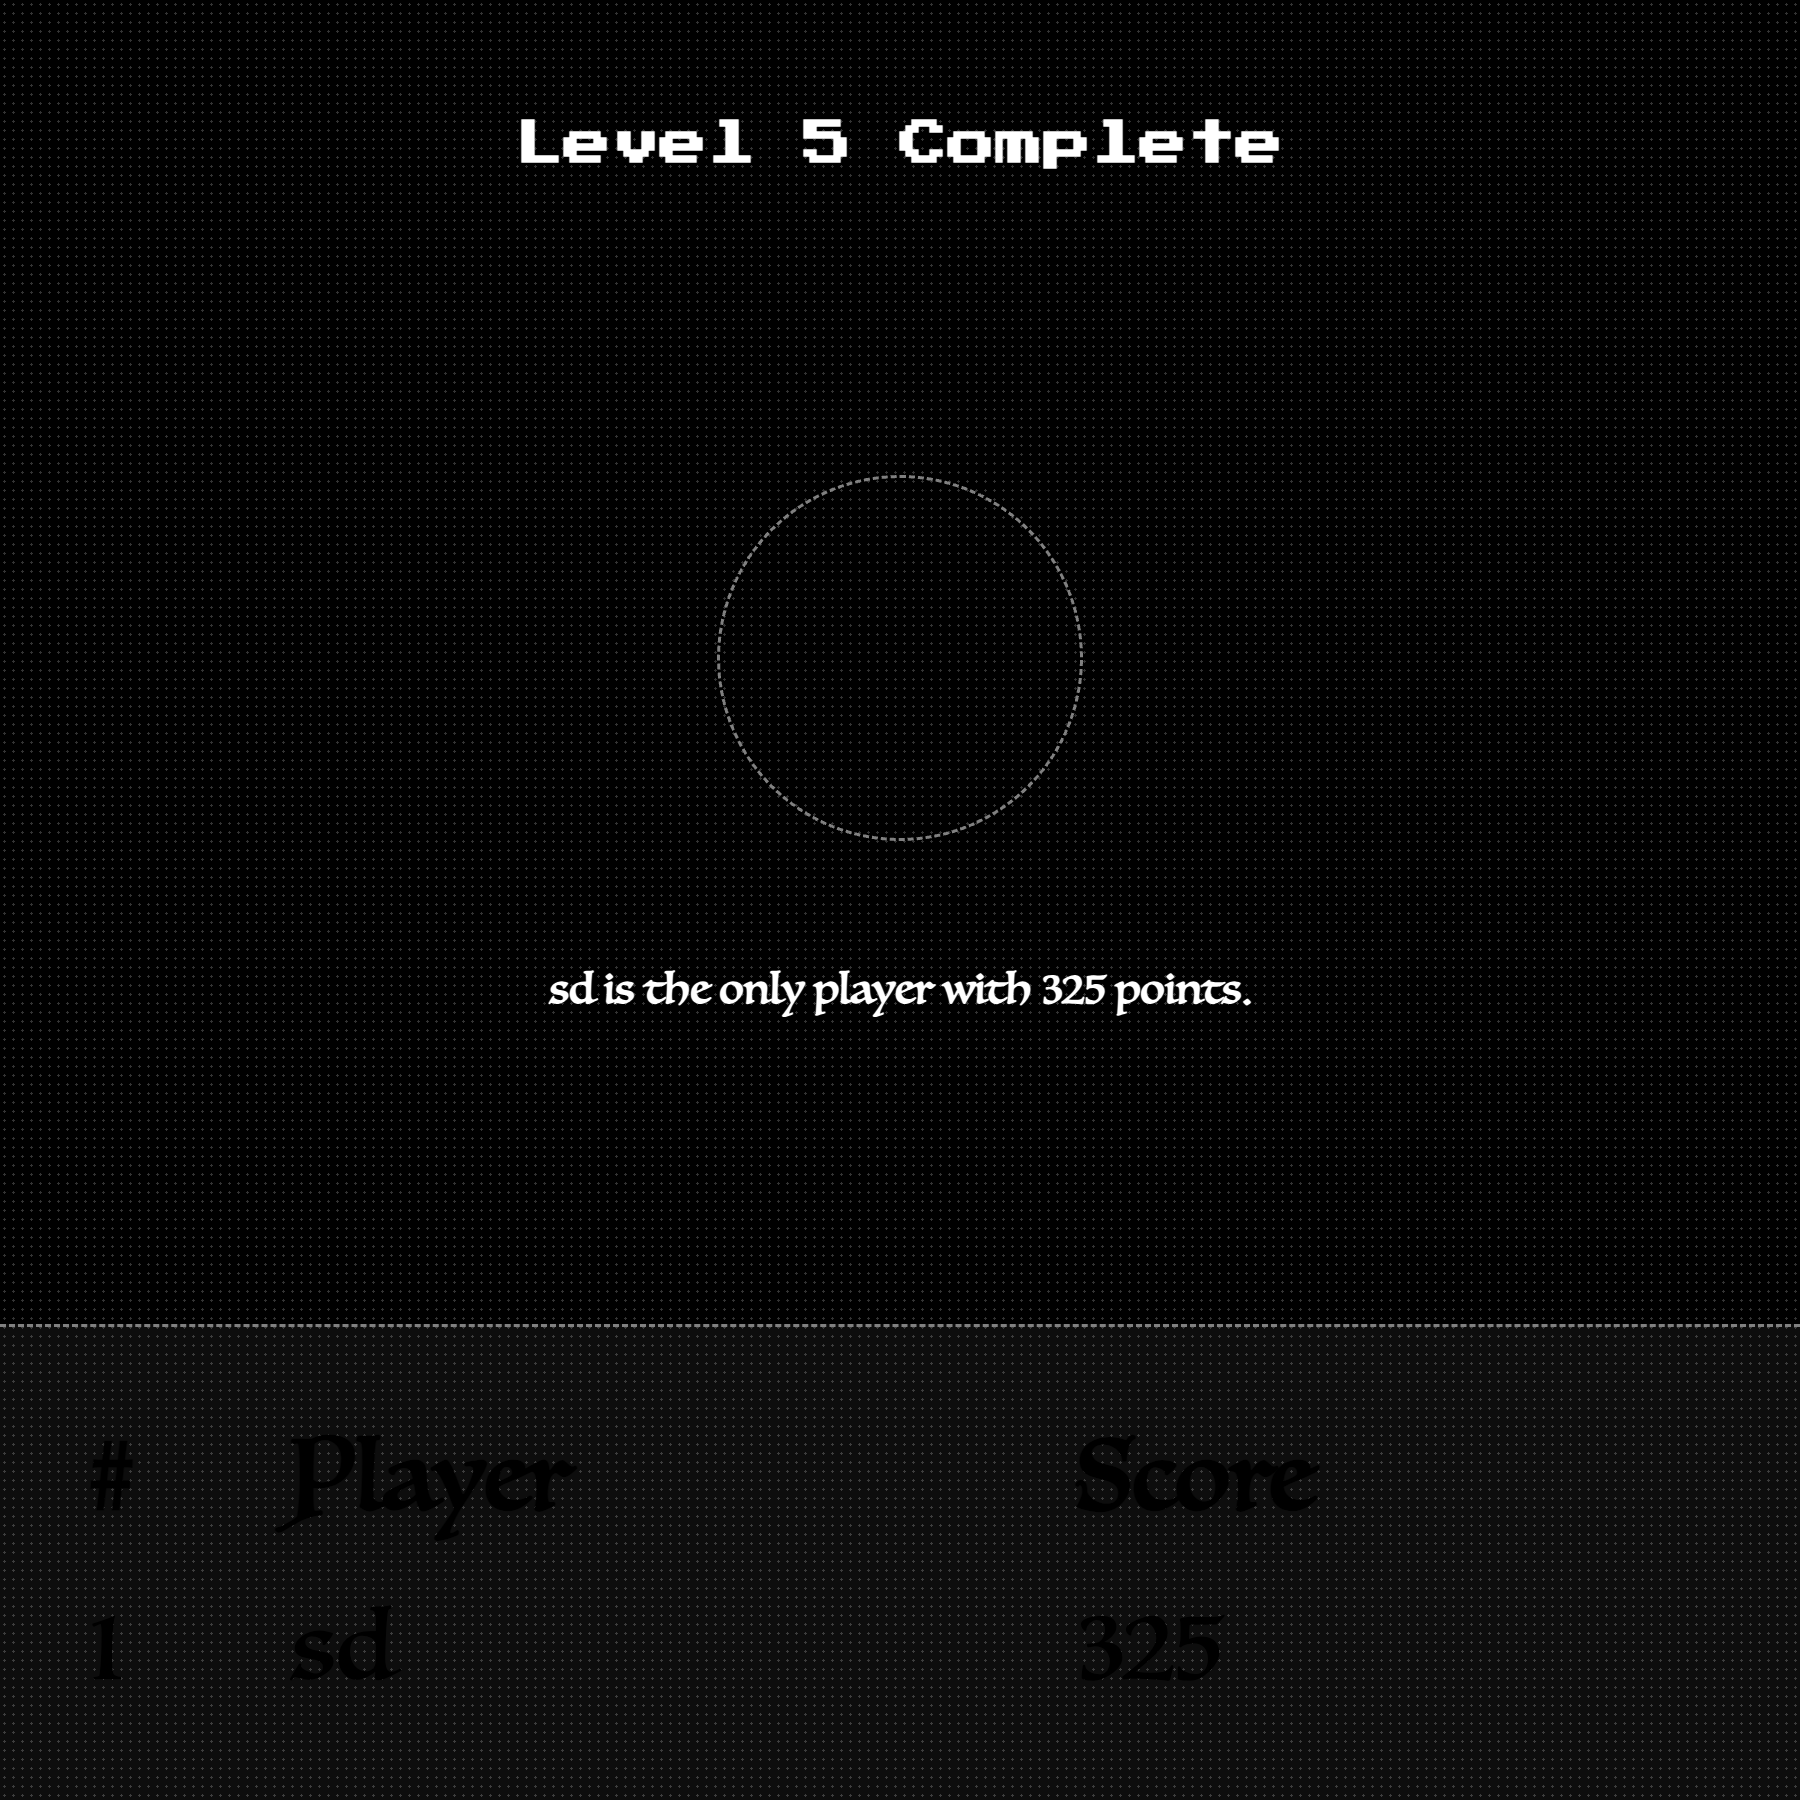 Level 5 Complete
sd is the only player with 325 points.
# Player Score
1 sd 325